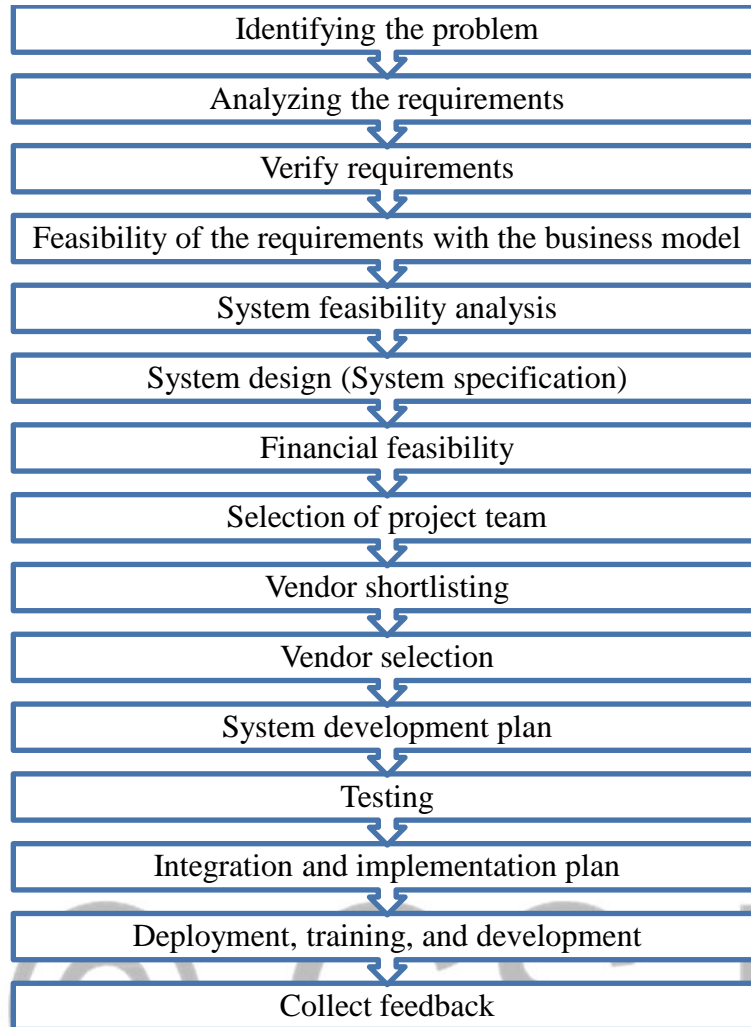 Identifying the problem
Analyzing the requirements
Verify requirements
Feasibility of the requirements with the business model
System feasibility analysis
System design (System specification)
Financial feasibility
Selection of project team
Vendor shortlisting
Vendor selection
System development plan
Testing
Integration and implementation plan
Deployment, training, and development
Collect feedback